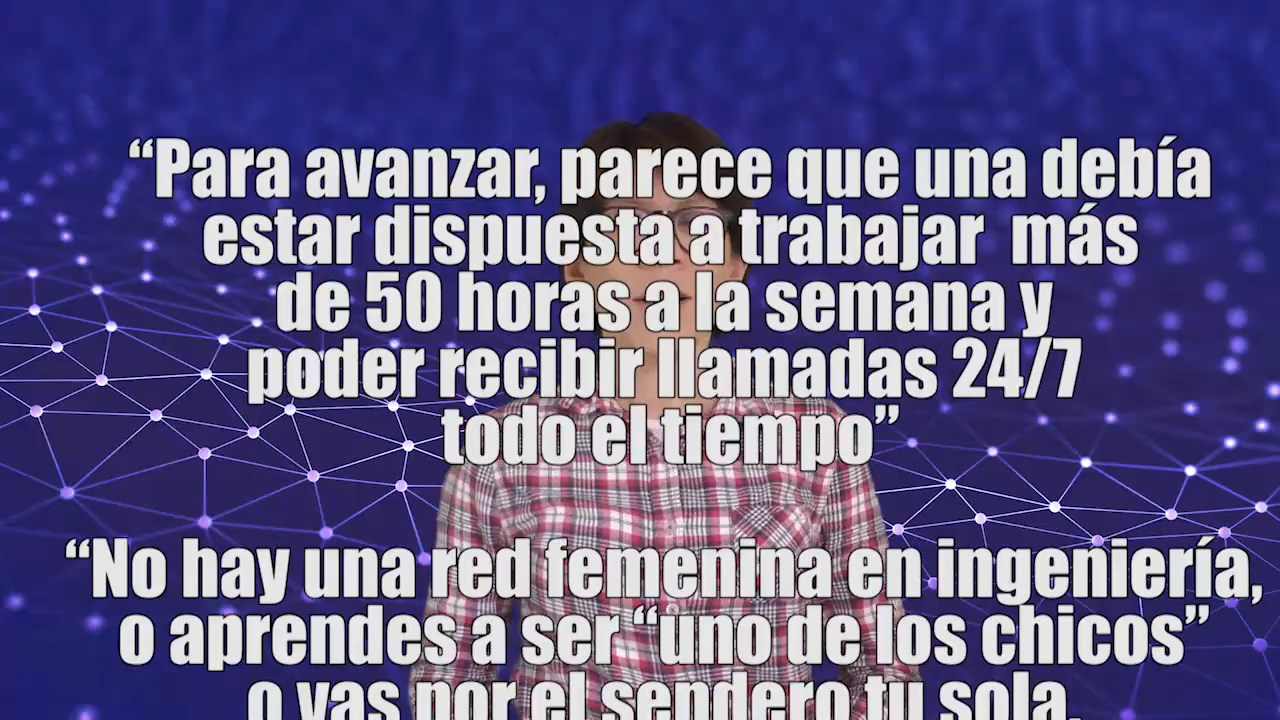 “Para avanzar, parece que una debía
estar dispuesta a trabajar más
de 50 horas a la semana y
poder recibir llamadas 24/7
todo el tiempo”
“No hay una red femenina en ingeniería,
o aprendes a ser “uno de los chicos”
o vas por el sendero tu sola.